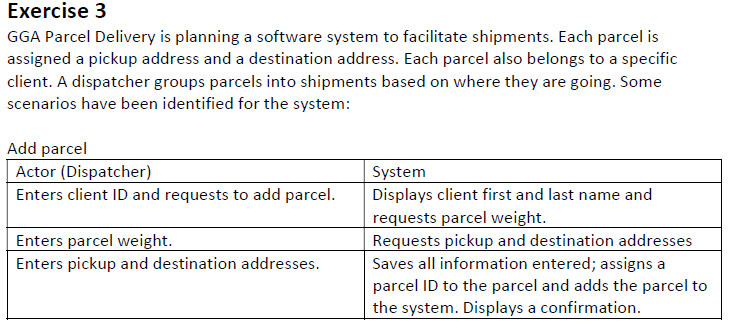 Exercise 3
GGA Parcel Delivery is planning a software system to facilitate shipments. Each parcel is
assigned a pickup address and a destination address. Each parcel also belongs to a specific
client. A dispatcher groups parcels into shipments based on where they are going. Some
scenarios have been identified for the system:
Add parcel
Actor (Dispatcher) System
Enters client ID and requests to add parcel. Displays client first and last name and
requests parcel weight.
Enters parcel weight. Requests pickup and destination addresses
Enters pickup and destination addresses. Saves all information entered; assigns a
parcel ID to the parcel and adds the parcel to
the system. Displays a confirmation.